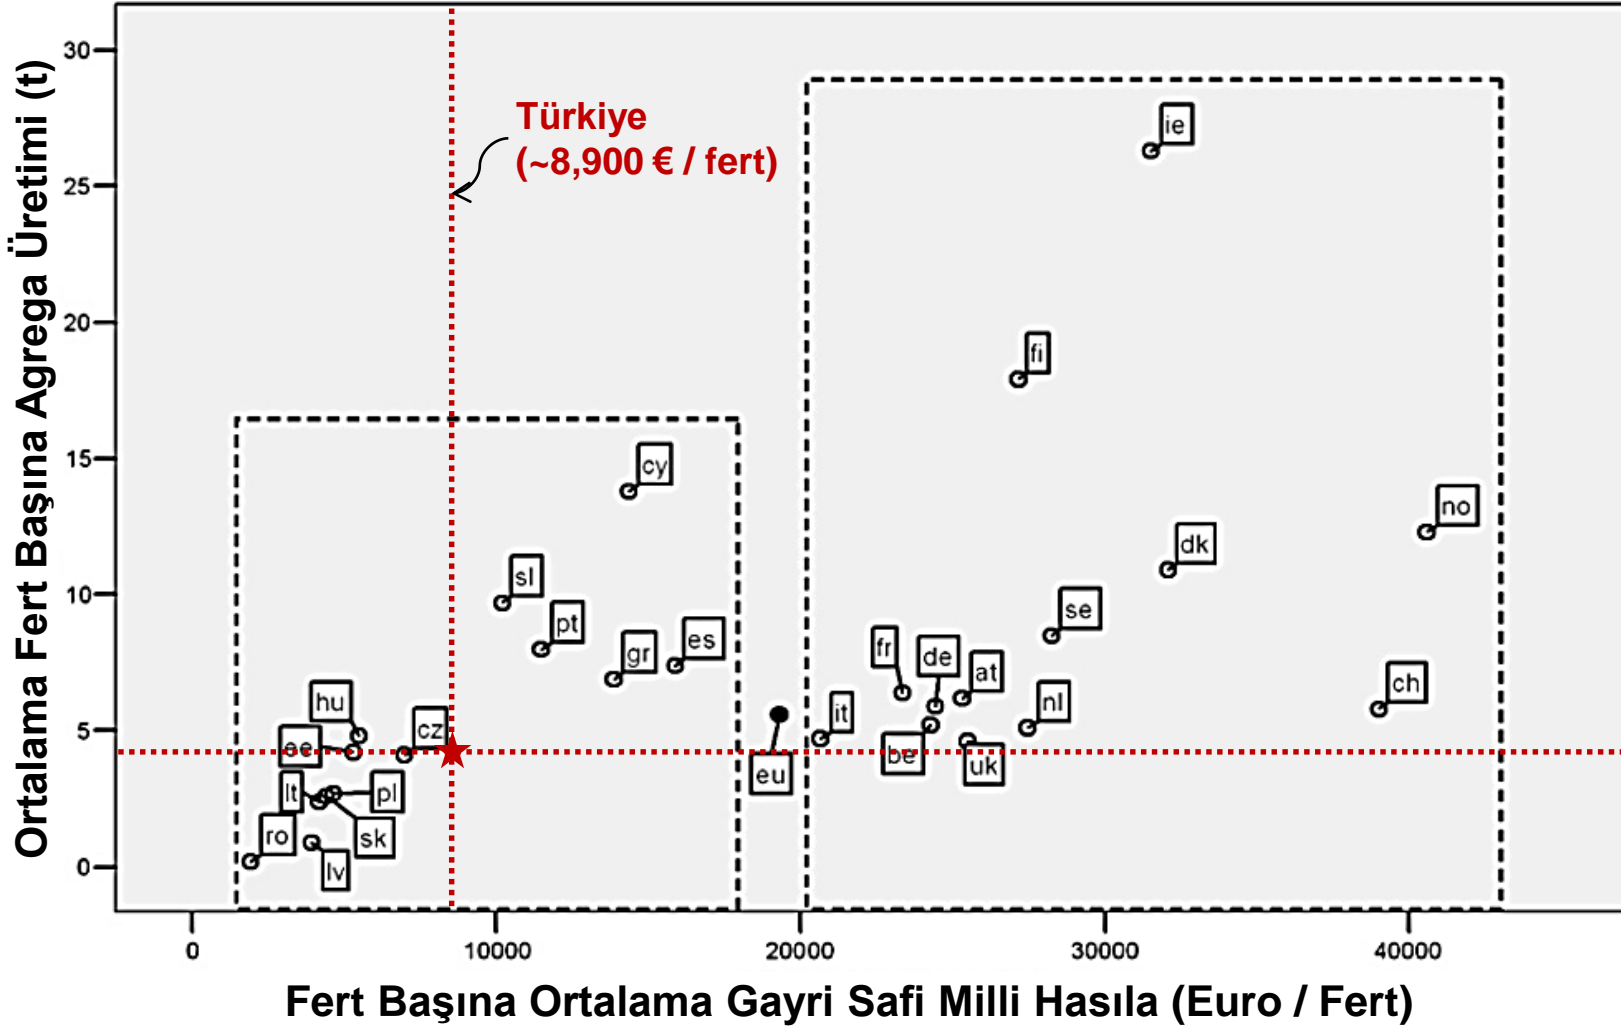 Ortalama Fert Başına Agrega Üretimi (t)
30
25
20
15
10
5
0
Türkiye
(~8,900 € / fert)
ie
fi
cy
no
dk
sl
se
pt
fr
de
gr
es
at
ch
hu
it
nl
cz
ee
be
eu
uk
lt
pl
ro
sk
lv
0
10000
20000
30000
40000
Fert Başına Ortalama Gayri Safi Milli Hasıla (Euro / Fert)